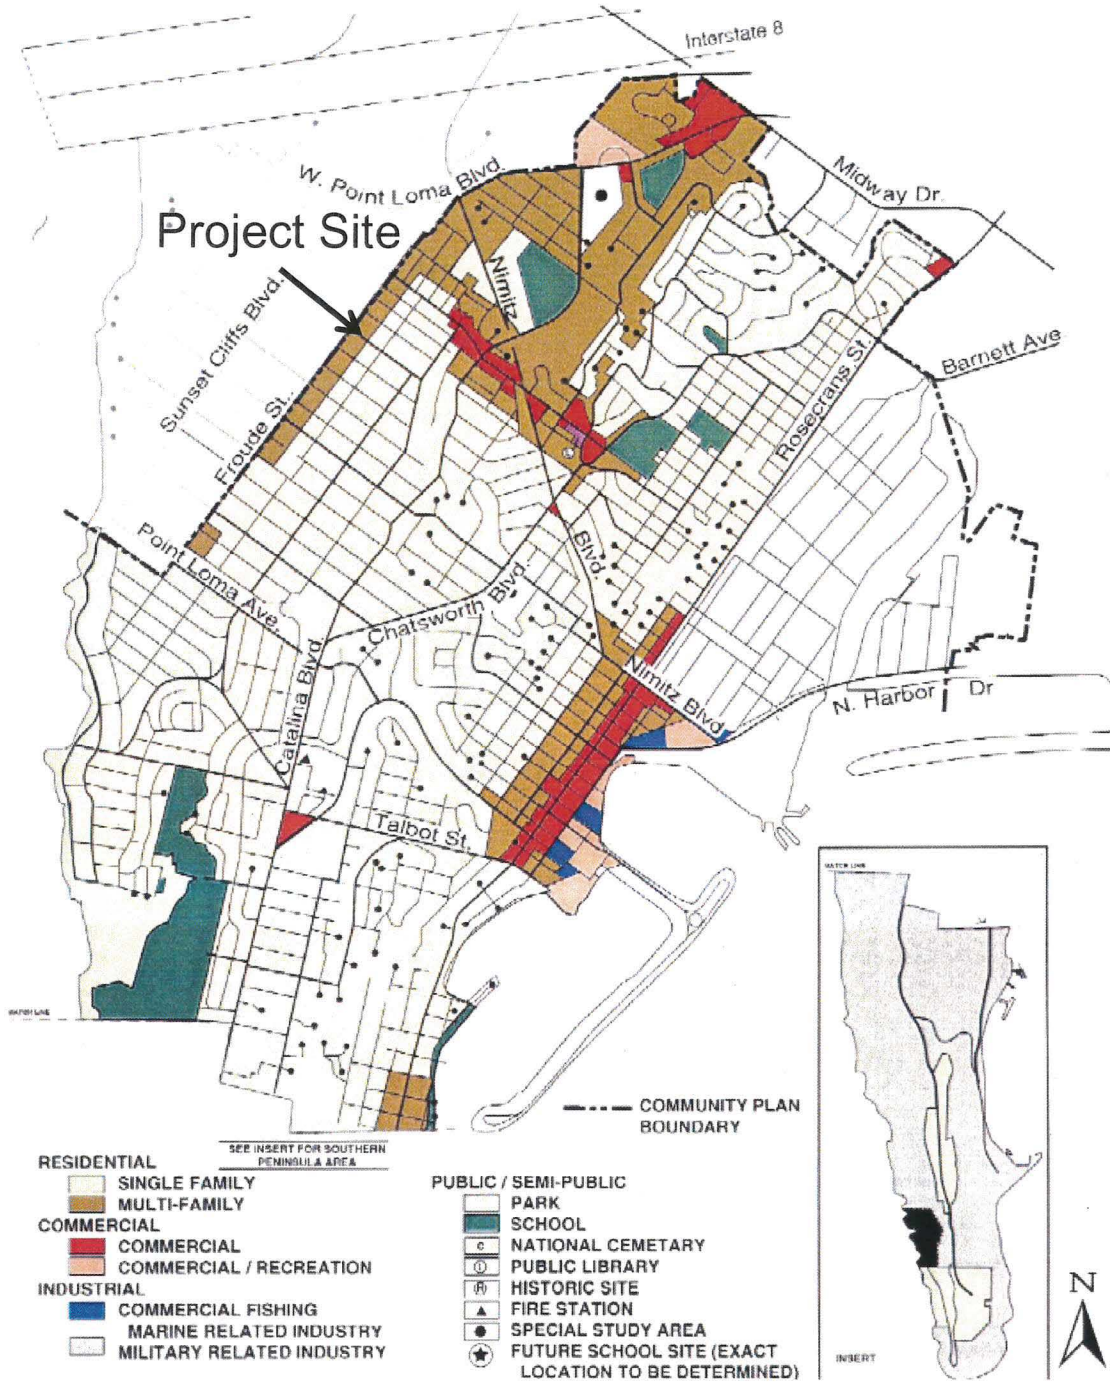 Interstate 8
W. Point Loma Blvd.
Midway Dr.
Project Site
Nimitz
Sunset Cliffs Blvd.
Barnett Ave
Rosecrans St.
Froude St.
Point Loma Ave.
Blvd.
Chatsworth Blvd.
Catalina Blvd
Nimitz Blvd
N. Harbor Dr
Talbot St.
MATCH LINE
MATCH LINE
COMMUNITY PLAN
BOUNDARY
SEE INSERT FOR SOUTHERN
PENINSULA AREA
RESIDENTIAL
SINGLE FAMILY
MULTI-FAMILY
COMMERCIAL
COMMERCIAL
COMMERCIAL / RECREATION
INDUSTRIAL
COMMERCIAL FISHING
MARINE RELATED INDUSTRY
MILITARY RELATED INDUSTRY
PUBLIC / SEMI-PUBLIC
PARK
SCHOOL
C NATIONAL CEMETARY
PUBLIC LIBRARY
HISTORIC SITE
FIRE STATION
SPECIAL STUDY AREA
FUTURE SCHOOL SITE (EXACT
LOCATION TO BE DETERMINED)
INSERT
N